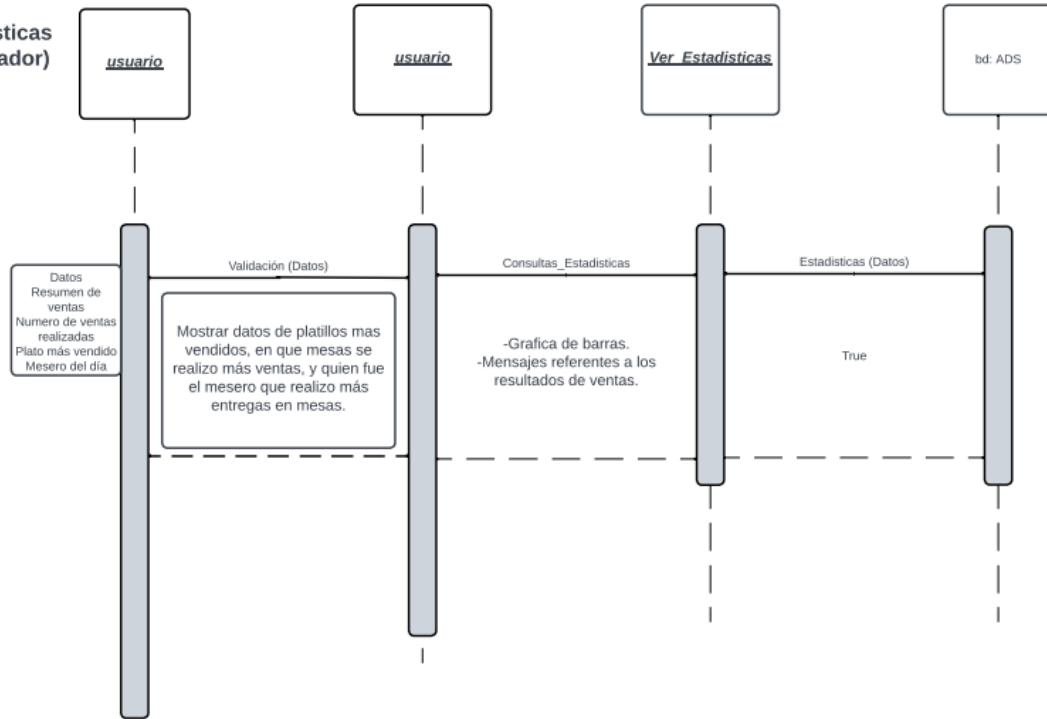 sticas
ador)
usuario
usuario
Ver_Estadisticas
bd: ADS
Validación (Datos)
Consultas_Estadisticas
Estadisticas (Datos)
Datos
Resumen de
ventas
Numero de ventas
realizadas
Plato más vendido
Mesero del día
Mostrar datos de platillos mas
vendidos, en que mesas se
realizo más ventas, y quien fue
el mesero que realizo más
entregas en mesas.
-Grafica de barras.
-Mensajes referentes a los
resultados de ventas.
True